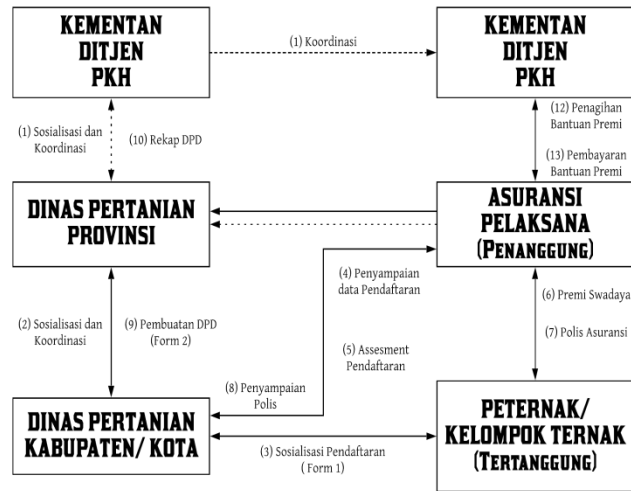 KEMENTAN
DITJEN
PKH
(1) Koordinasi
KEMENTAN
DITJEN
PKH
(1) Sosialisasi dan
Koordinasi
(10) Rekap DPD
(12) Penagihan
Bantuan Premi
(13) Pembayaran
Bantuan Premi
DINAS PERTANIAN
PROVINSI
ASURANSI
PELAKSANA
(PENANGGUNG)
(2) Sosialisasi dan
Koordinasi
(9) Pembuatan DPD
(Form 2)
(4) Penyampaian
data Pendaftaran
(5) Assesment
Pendaftaran
(6) Premi Swadaya
(7) Polis Asuransi
(8) Penyampaian
Polis
DINAS PERTANIAN
KABUPATEN/ KOTA
(3) Sosialisasi Pendaftaran
( Form 1)
PETERNAK/
KELOMPOK TERNAK
(TERTANGGUNG)